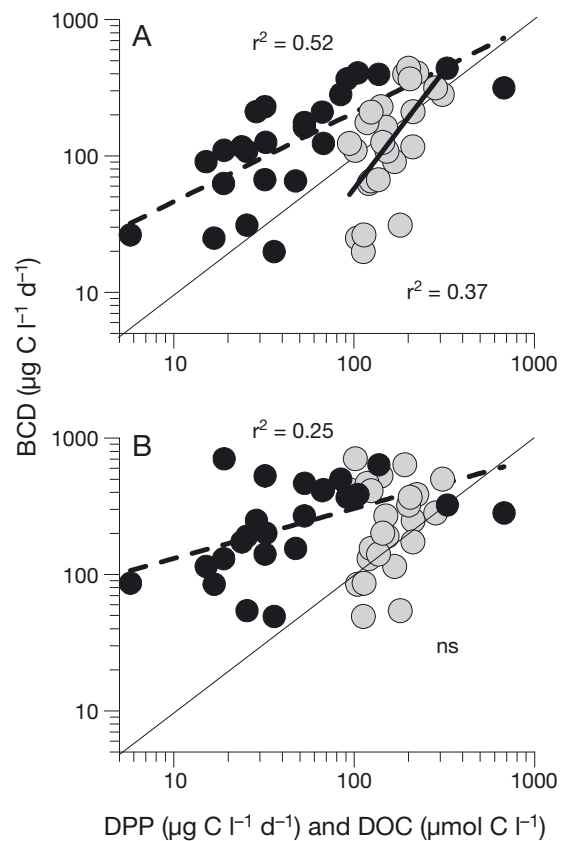 A
r² = 0.52
1000
100
10
r² = 0.37
10 100 1000
BCD (µg C l⁻¹ d⁻¹)
B
r² = 0.25
1000
100
10
ns
10 100 1000
DPP (µg C l⁻¹ d⁻¹) and DOC (µmol C l⁻¹)